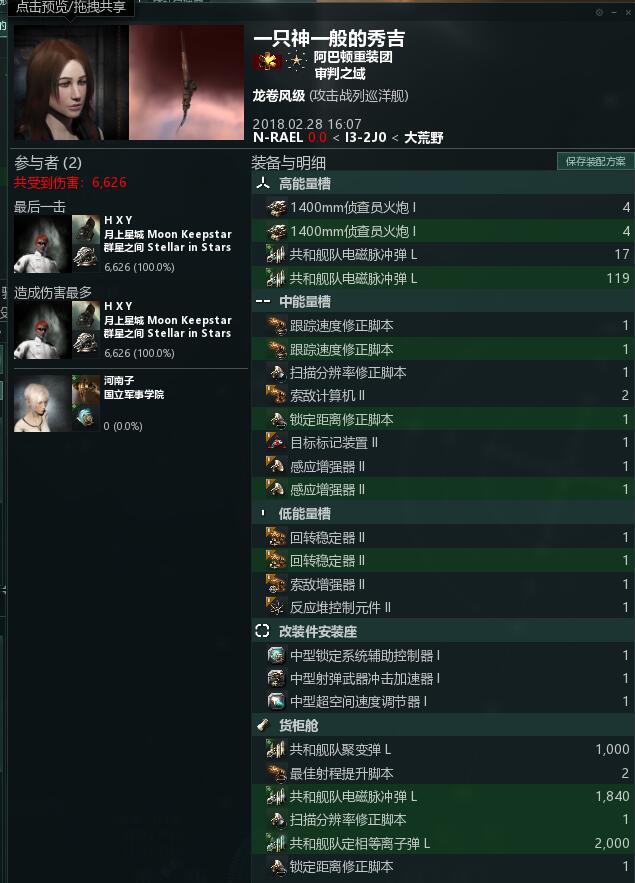 点击预览/拖拽共享
一只神一般的秀吉
阿巴顿重装团
审判之域
龙卷风级 (攻击战列巡洋舰)
2018.02.28 16:07
N-RAEL 0.0 < I3-2J0 < 大荒野
参与者 (2)
共受到伤害：6,626
最后一击
H X Y
月上星城 Moon Keepstar
群星之间 Stellar in Stars
6,626 (100.0%)
造成伤害最多
H X Y
月上星城 Moon Keepstar
群星之间 Stellar in Stars
6,626 (100.0%)
河南子
国立军事学院
0 (0.0%)
装备与明细
保存装配方案
高能量槽
1400mm侦查员火炮 I 4
1400mm侦查员火炮 I 4
共和舰队电磁脉冲弹 L 17
共和舰队电磁脉冲弹 L 119
中能量槽
跟踪速度修正脚本 1
跟踪速度修正脚本 1
扫描分辨率修正脚本 1
索敌计算机 II 2
锁定距离修正脚本 1
目标标记装置 II 1
感应增强器 II 1
感应增强器 II 1
低能量槽
回转稳定器 II 1
回转稳定器 II 1
索敌增强器 II 1
反应堆控制元件 II 1
改装件安装座
中型锁定系统辅助控制器 I 1
中型射弹武器冲击加速器 I 1
中型超空间速度调节器 I 1
货柜舱
共和舰队聚变弹 L 1,000
最佳射程提升脚本 2
共和舰队电磁脉冲弹 L 1,840
扫描分辨率修正脚本 1
共和舰队定相等离子弹 L 2,000
锁定距离修正脚本 1